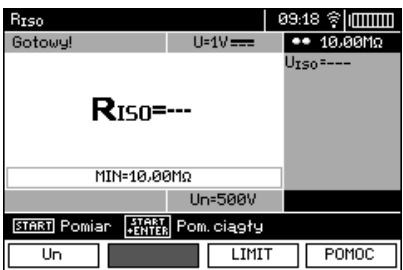 RISO 09:18
Gotowy! U=1V 10,00MΩ
UISO=---
RISO=---
MIN=10,00MΩ
Un=500V
START Pomiar START +ENTER Pom. ciągły
Un LIMIT POMOC